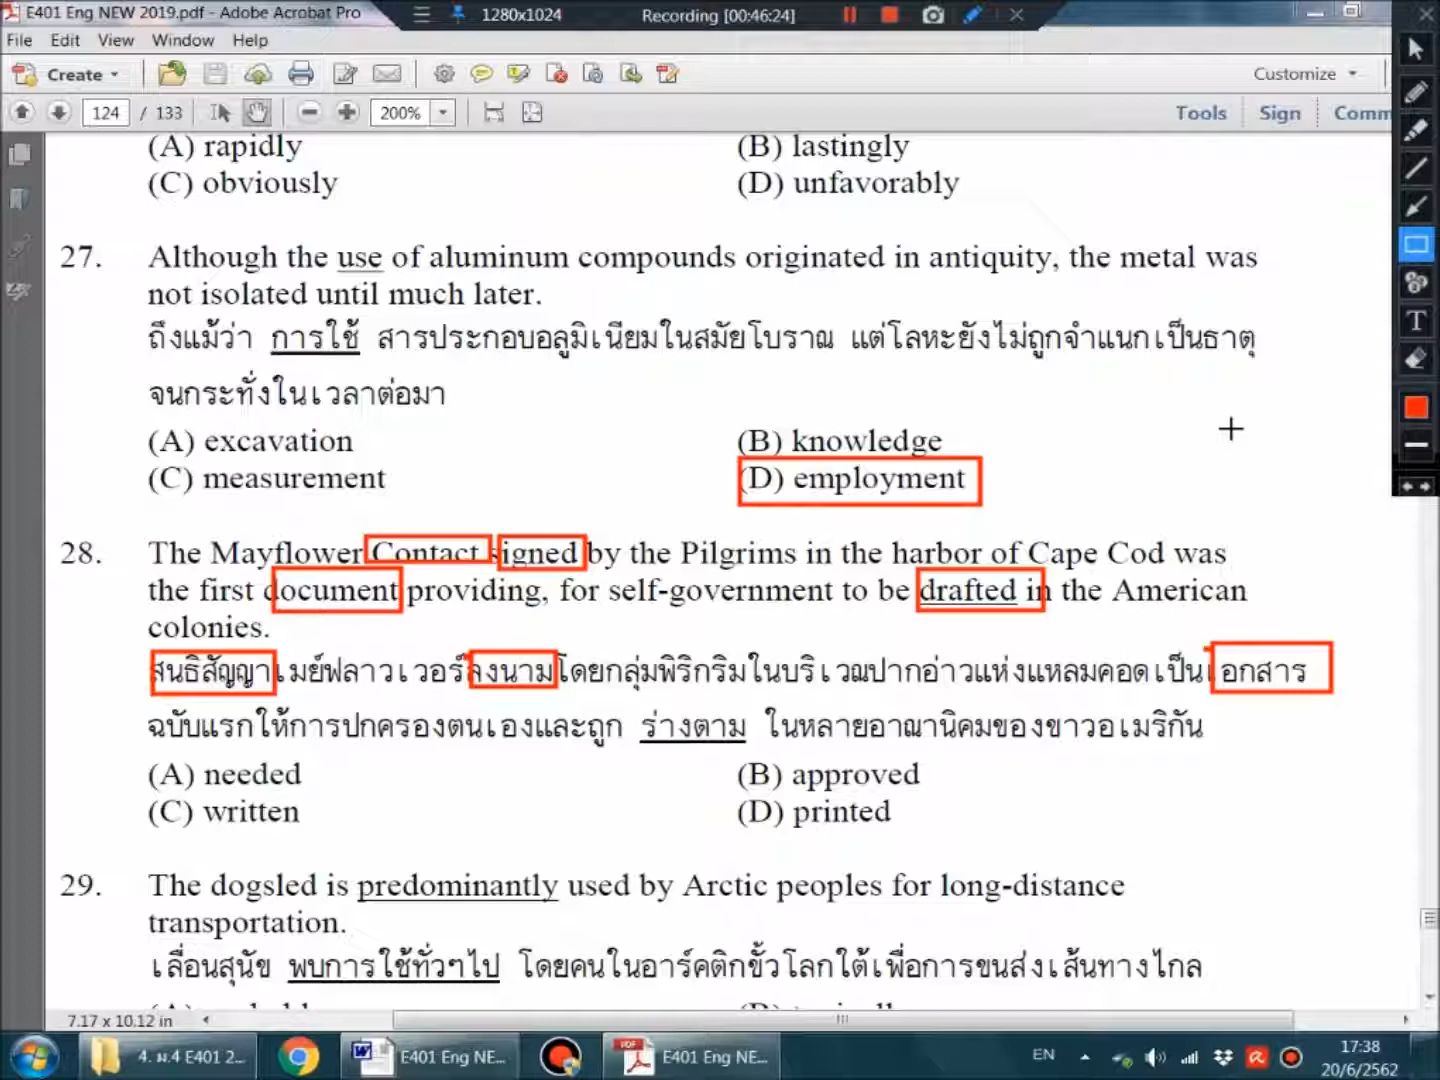 E401 Eng NEW 2019.pdf - Adobe Acrobat Pro
1280x1024
Recording [00:46:24]
File Edit View Window Help
Create
Customize
124 / 133
200%
Tools Sign Comm
(A) rapidly (B) lastingly
(C) obviously (D) unfavorably
27. Although the use of aluminum compounds originated in antiquity, the metal was
not isolated until much later.
ถึงแม้ว่า การใช้ สารประกอบอลูมิเนียมในสมัยโบราณ แต่โลหะยังไม่ถูกจำแนกเป็นธาตุ
จนกระทั่งในเวลาต่อมา
(A) excavation (B) knowledge
(C) measurement (D) employment
28. The Mayflower Contact signed by the Pilgrims in the harbor of Cape Cod was
the first document providing, for self-government to be drafted in the American
colonies.
สนธิสัญญาเมย์ฟลาวเวอร์ลงนามโดยกลุ่มพิริกริมในบริเวณปากอ่าวแห่งแหลมคอดเป็นเอกสาร
ฉบับแรกให้การปกครองตนเองและถูก ร่างตาม ในหลายอาณานิคมของขาวอเมริกัน
(A) needed (B) approved
(C) written (D) printed
29. The dogsled is predominantly used by Arctic peoples for long-distance
transportation.
เลื่อนสุนัข พบการใช้ทั่วๆไป โดยคนในอาร์คติกขั้วโลกใต้เพื่อการขนส่งเส้นทางไกล
7.17 x 10.12 in
4. ม.4 E401 2...
E401 Eng NE...
E401 Eng NE...
EN
17:38
20/6/2562